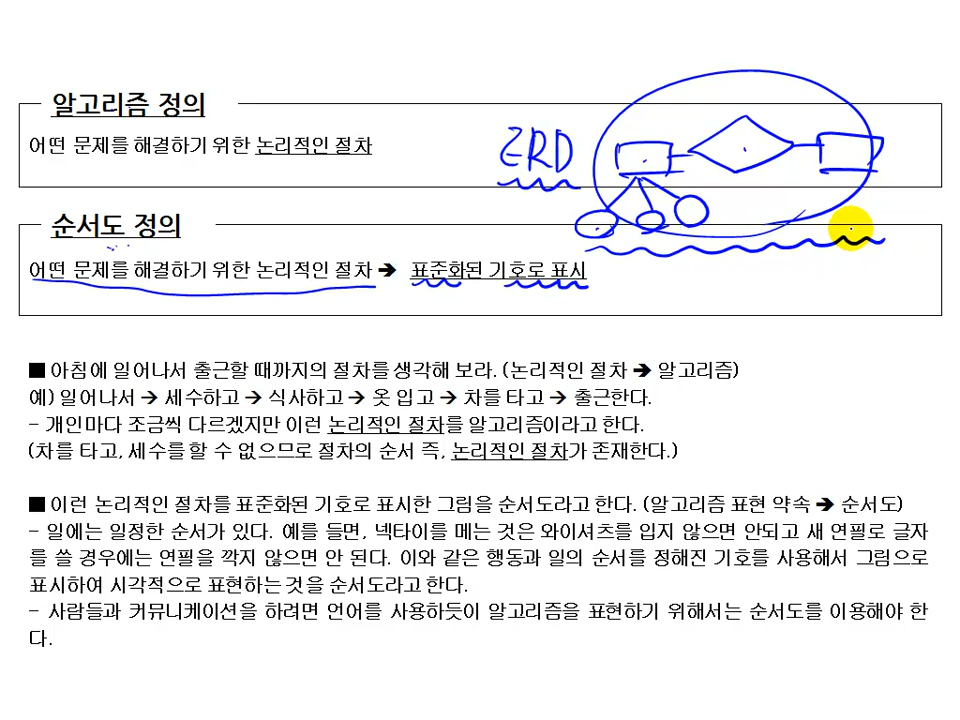 알고리즘 정의
어떤 문제를 해결하기 위한 논리적인 절차
ERD
순서도 정의
어떤 문제를 해결하기 위한 논리적인 절차 ➔ 표준화된 기호로 표시
■ 아침에 일어나서 출근할 때까지의 절차를 생각해 보라. (논리적인 절차 ➔ 알고리즘)
예) 일어나서 → 세수하고 → 식사하고 → 옷 입고 → 차를 타고 → 출근한다.
- 개인마다 조금씩 다르겠지만 이런 논리적인 절차를 알고리즘이라고 한다.
(차를 타고, 세수를 할 수 없으므로 절차의 순서 즉, 논리적인 절차가 존재한다.)
■ 이런 논리적인 절차를 표준화된 기호로 표시한 그림을 순서도라고 한다. (알고리즘 표현 약속 ➔ 순서도)
- 일에는 일정한 순서가 있다. 예를 들면, 넥타이를 메는 것은 와이셔츠를 입지 않으면 안되고 새 연필로 글자
를 쓸 경우에는 연필을 깍지 않으면 안 된다. 이와 같은 행동과 일의 순서를 정해진 기호를 사용해서 그림으로
표시하여 시각적으로 표현하는 것을 순서도라고 한다.
- 사람들과 커뮤니케이션을 하려면 언어를 사용하듯이 알고리즘을 표현하기 위해서는 순서도를 이용해야 한
다.